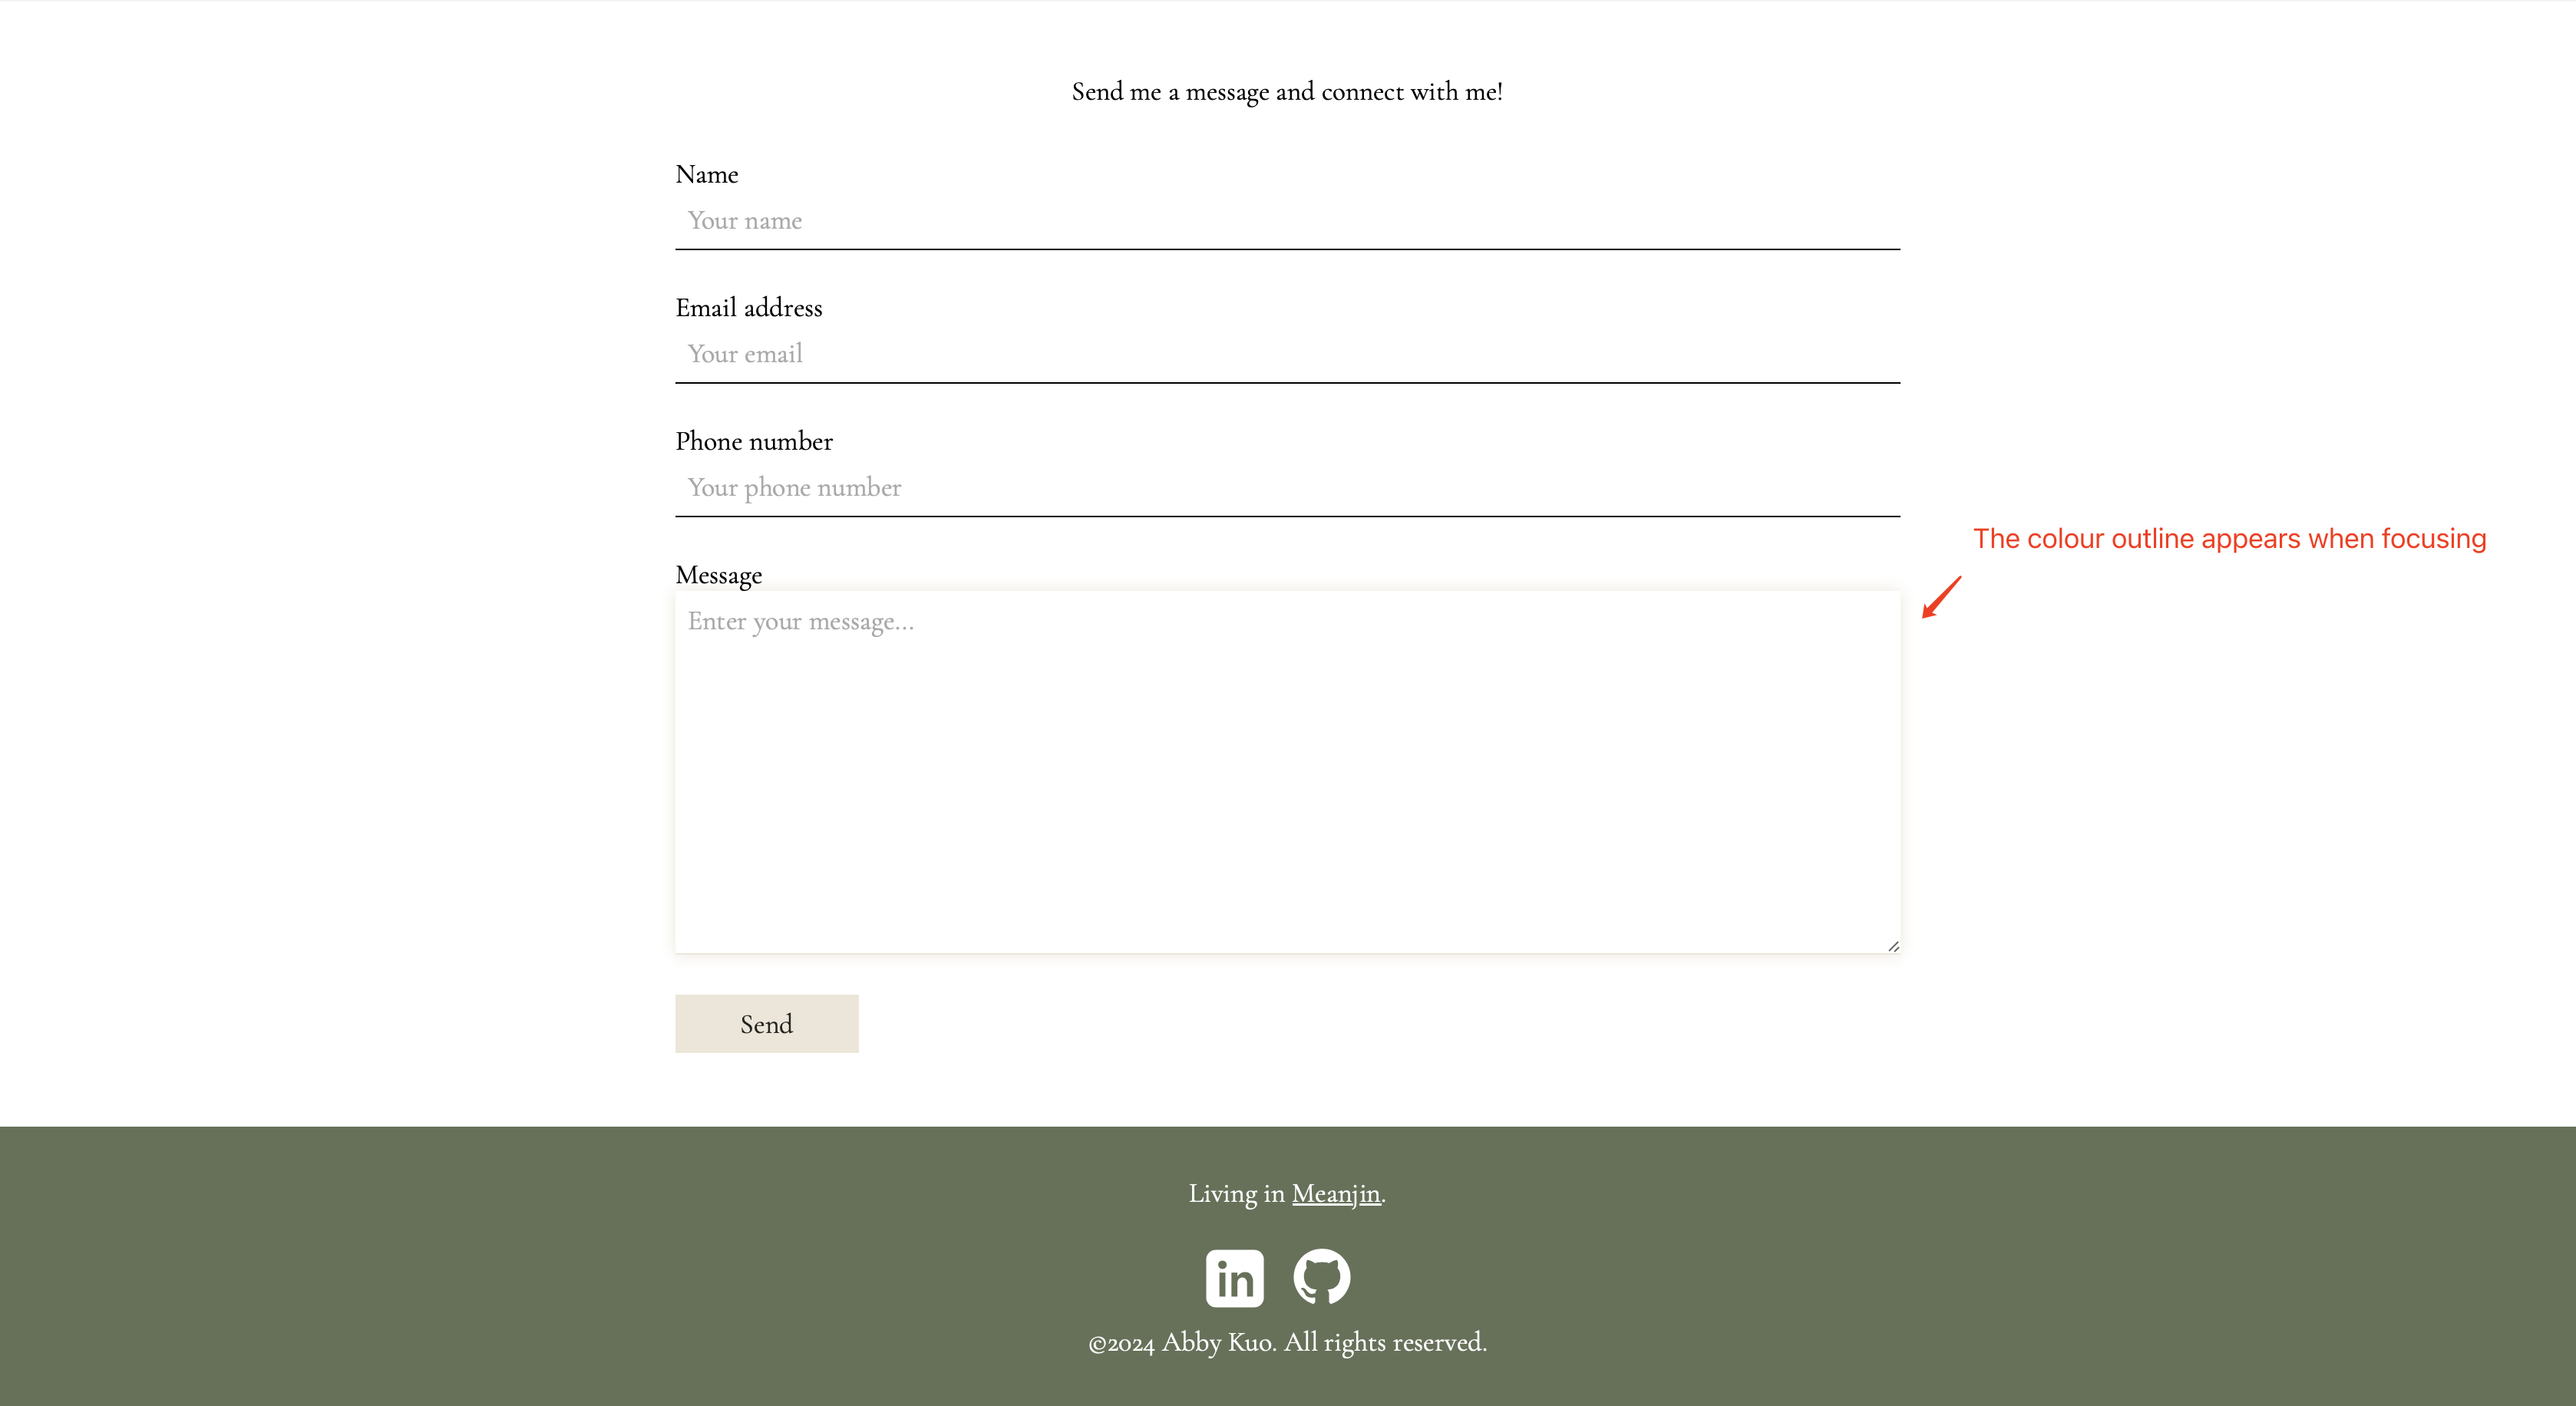 Send me a message and connect with me!
Name
Your name
Email address
Your email
Phone number
Your phone number
The colour outline appears when focusing
Message
Enter your message...
Send
Living in Meanjin.
in
©2024 Abby Kuo. All rights reserved.